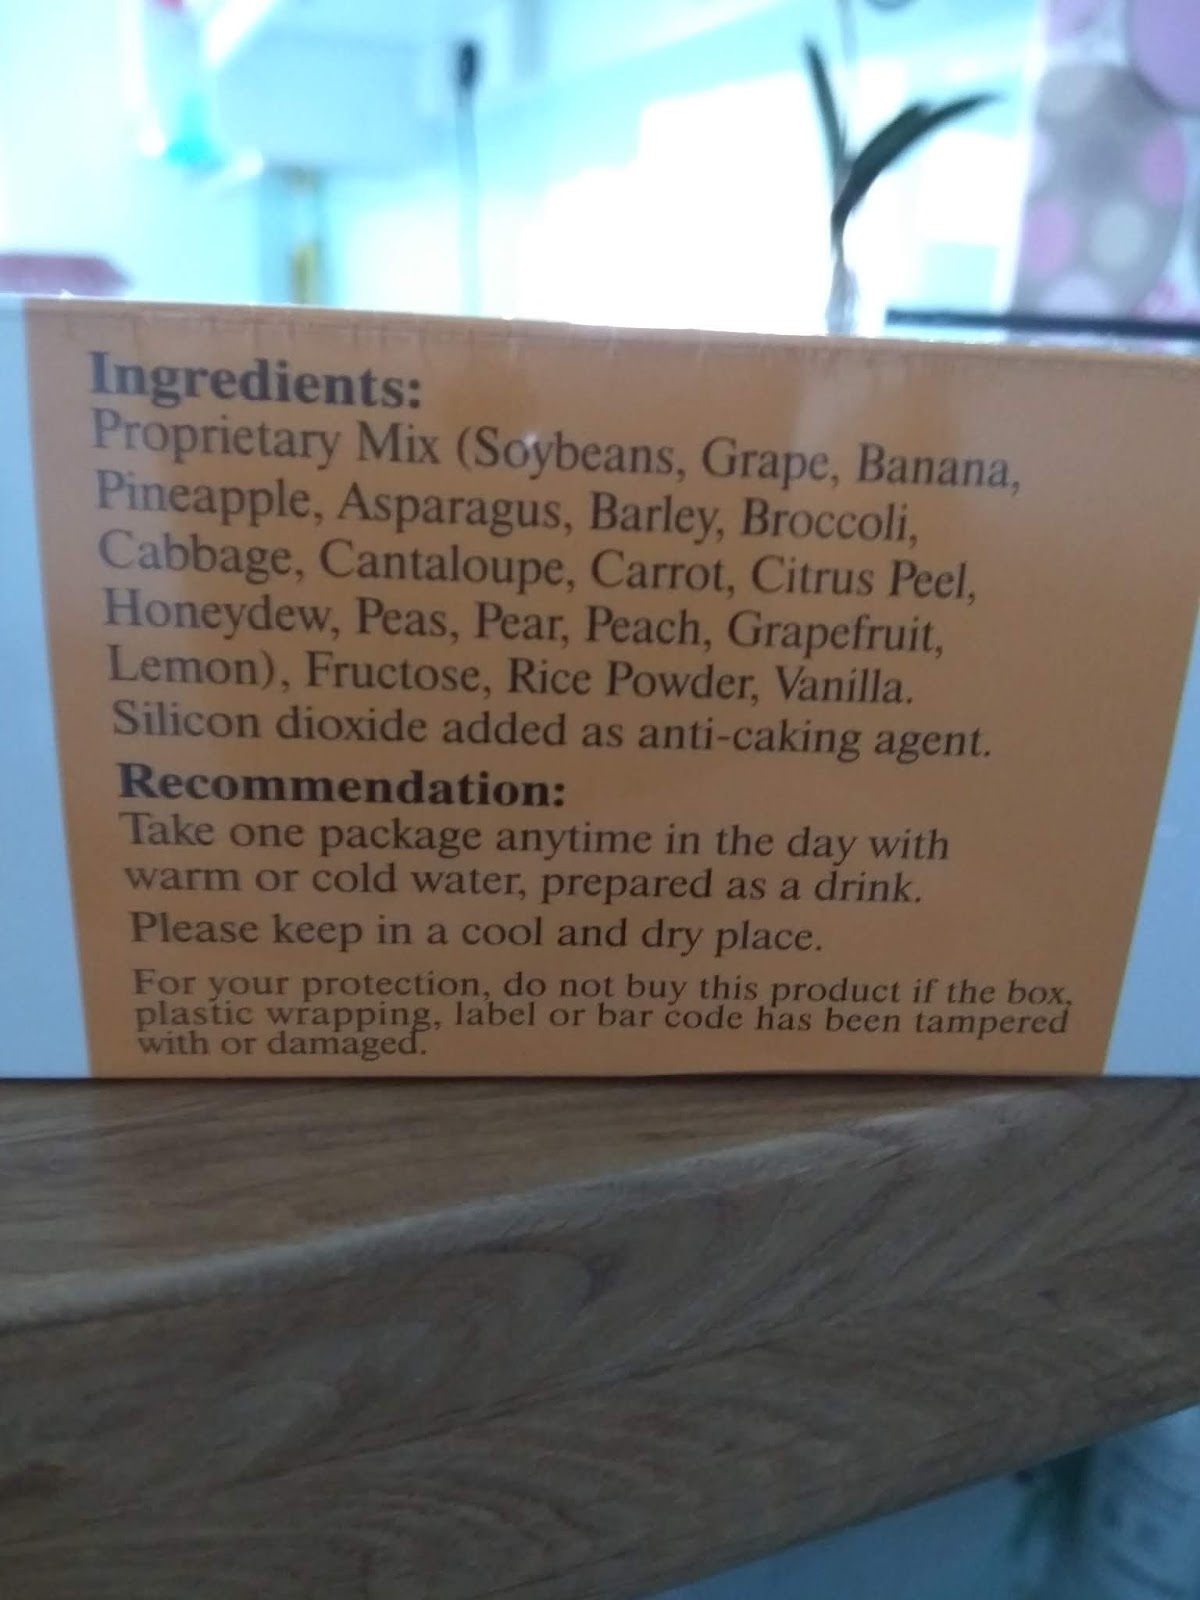 Ingredients:
Proprietary Mix (Soybeans, Grape, Banana,
Pineapple, Asparagus, Barley, Broccoli,
Cabbage, Cantaloupe, Carrot, Citrus Peel,
Honeydew, Peas, Pear, Peach, Grapefruit,
Lemon), Fructose, Rice Powder, Vanilla.
Silicon dioxide added as anti-caking agent.
Recommendation:
Take one package anytime in the day with
warm or cold water, prepared as a drink.
Please keep in a cool and dry place.
For your protection, do not buy this product if the box,
plastic wrapping, label or bar code has been tampered
with or damaged.